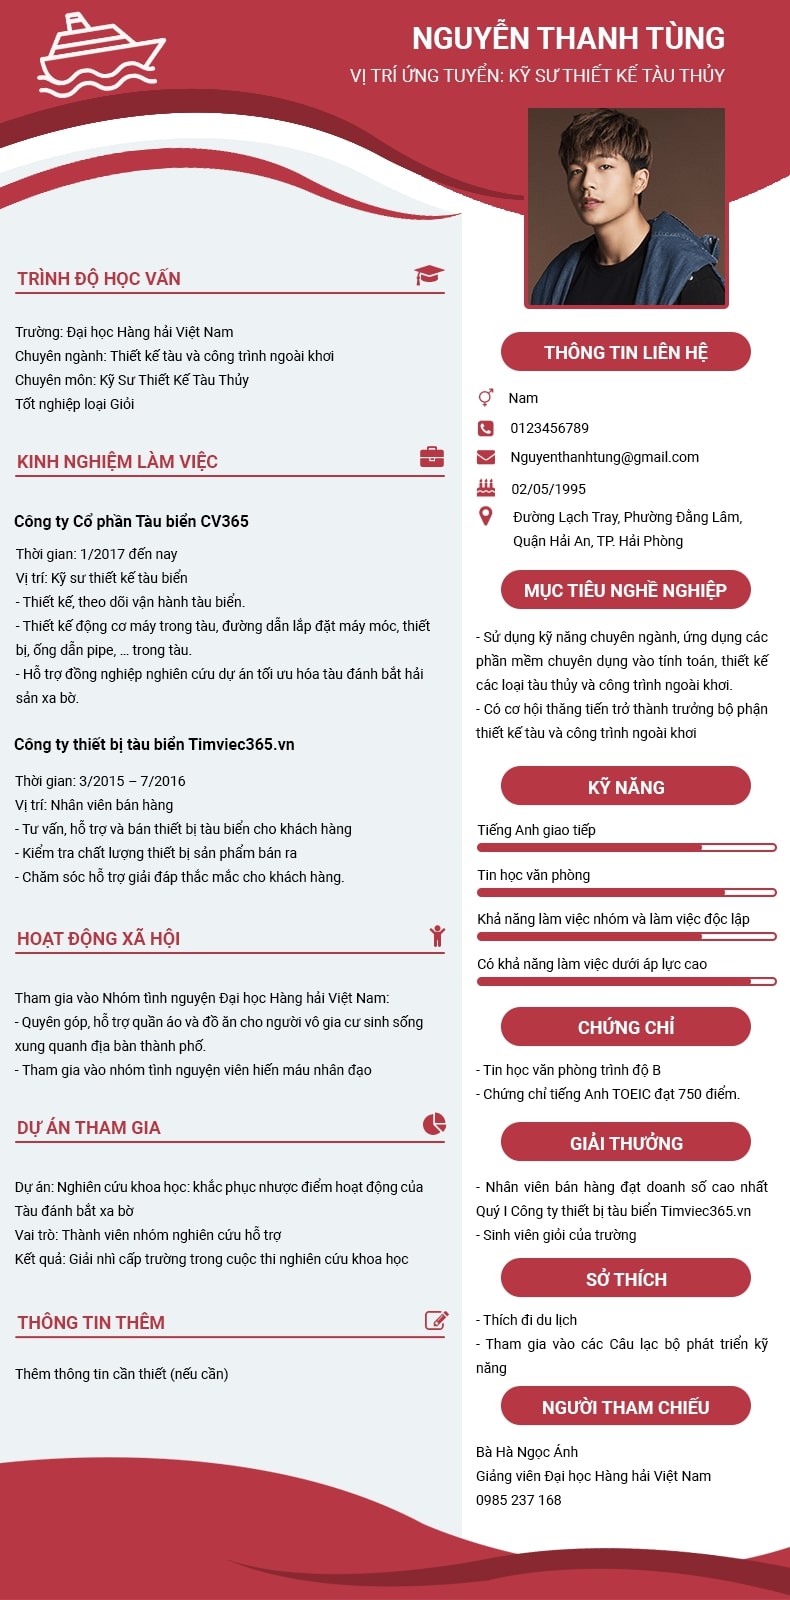 NGUYỄN THANH TÙNG
VỊ TRÍ ỨNG TUYỂN: KỸ SƯ THIẾT KẾ TÀU THỦY
TRÌNH ĐỘ HỌC VẤN
Trường: Đại học Hàng hải Việt Nam
Chuyên ngành: Thiết kế tàu và công trình ngoài khơi
Chuyên môn: Kỹ Sư Thiết Kế Tàu Thủy
Tốt nghiệp loại Giỏi
KINH NGHIỆM LÀM VIỆC
Công ty Cổ phần Tàu biển CV365
Thời gian: 1/2017 đến nay
Vị trí: Kỹ sư thiết kế tàu biển
- Thiết kế, theo dõi vận hành tàu biển.
- Thiết kế động cơ máy trong tàu, đường dẫn lắp đặt máy móc, thiết
bị, ống dẫn pipe, ... trong tàu.
- Hỗ trợ đồng nghiệp nghiên cứu dự án tối ưu hóa tàu đánh bắt hải
sản xa bờ.
Công ty thiết bị tàu biển Timviec365.vn
Thời gian: 3/2015 – 7/2016
Vị trí: Nhân viên bán hàng
- Tư vấn, hỗ trợ và bán thiết bị tàu biển cho khách hàng
- Kiểm tra chất lượng thiết bị sản phẩm bán ra
- Chăm sóc hỗ trợ giải đáp thắc mắc cho khách hàng.
HOẠT ĐỘNG XÃ HỘI
Tham gia vào Nhóm tình nguyện Đại học Hàng hải Việt Nam:
- Quyên góp, hỗ trợ quần áo và đồ ăn cho người vô gia cư sinh sống
xung quanh địa bàn thành phố.
- Tham gia vào nhóm tình nguyện viên hiến máu nhân đạo
DỰ ÁN THAM GIA
Dự án: Nghiên cứu khoa học: khắc phục nhược điểm hoạt động của
Tàu đánh bắt xa bờ
Vai trò: Thành viên nhóm nghiên cứu hỗ trợ
Kết quả: Giải nhì cấp trường trong cuộc thi nghiên cứu khoa học
THÔNG TIN THÊM
Thêm thông tin cần thiết (nếu cần)
THÔNG TIN LIÊN HỆ
Nam
0123456789
Nguyenthanhtung@gmail.com
02/05/1995
Đường Lạch Tray, Phường Đằng Lâm,
Quận Hải An, TP. Hải Phòng
MỤC TIÊU NGHỀ NGHIỆP
- Sử dụng kỹ năng chuyên ngành, ứng dụng các
phần mềm chuyên dụng vào tính toán, thiết kế
các loại tàu thủy và công trình ngoài khơi.
- Có cơ hội thăng tiến trở thành trưởng bộ phận
thiết kế tàu và công trình ngoài khơi
KỸ NĂNG
Tiếng Anh giao tiếp
Tin học văn phòng
Khả năng làm việc nhóm và làm việc độc lập
Có khả năng làm việc dưới áp lực cao
CHỨNG CHỈ
- Tin học văn phòng trình độ B
- Chứng chỉ tiếng Anh TOEIC đạt 750 điểm.
GIẢI THƯỞNG
- Nhân viên bán hàng đạt doanh số cao nhất
Quý I Công ty thiết bị tàu biển Timviec365.vn
- Sinh viên giỏi của trường
SỞ THÍCH
- Thích đi du lịch
- Tham gia vào các Câu lạc bộ phát triển kỹ
năng
NGƯỜI THAM CHIẾU
Bà Hà Ngọc Ánh
Giảng viên Đại học Hàng hải Việt Nam
0985 237 168